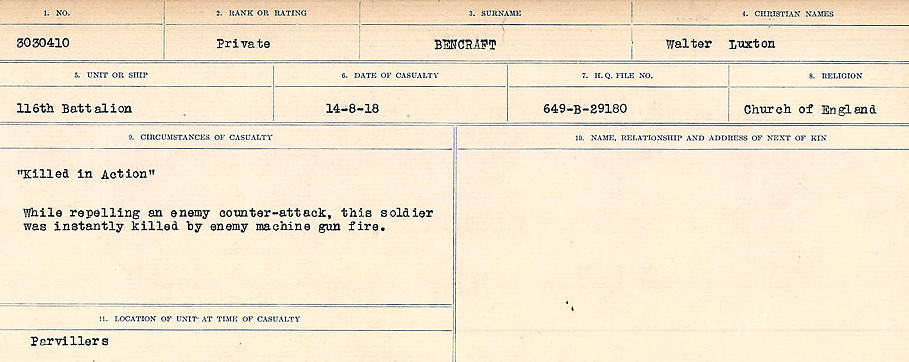 1. NO. 2. RANK OR RATING 3. SURNAME 4. CHRISTIAN NAMES
3030410 Private BENCRAFT Walter Luxton
5. UNIT OR SHIP 6. DATE OF CASUALTY 7. H.Q. FILE NO. 8. RELIGION
116th Battalion 14-8-18 649-B-29180 Church of England
9. CIRCUMSTANCES OF CASUALTY 10. NAME, RELATIONSHIP AND ADDRESS OF NEXT OF KIN
"Killed in Action"
While repelling an enemy counter-attack, this soldier
was instantly killed by enemy machine gun fire.
11. LOCATION OF UNIT AT TIME OF CASUALTY
Parvillers